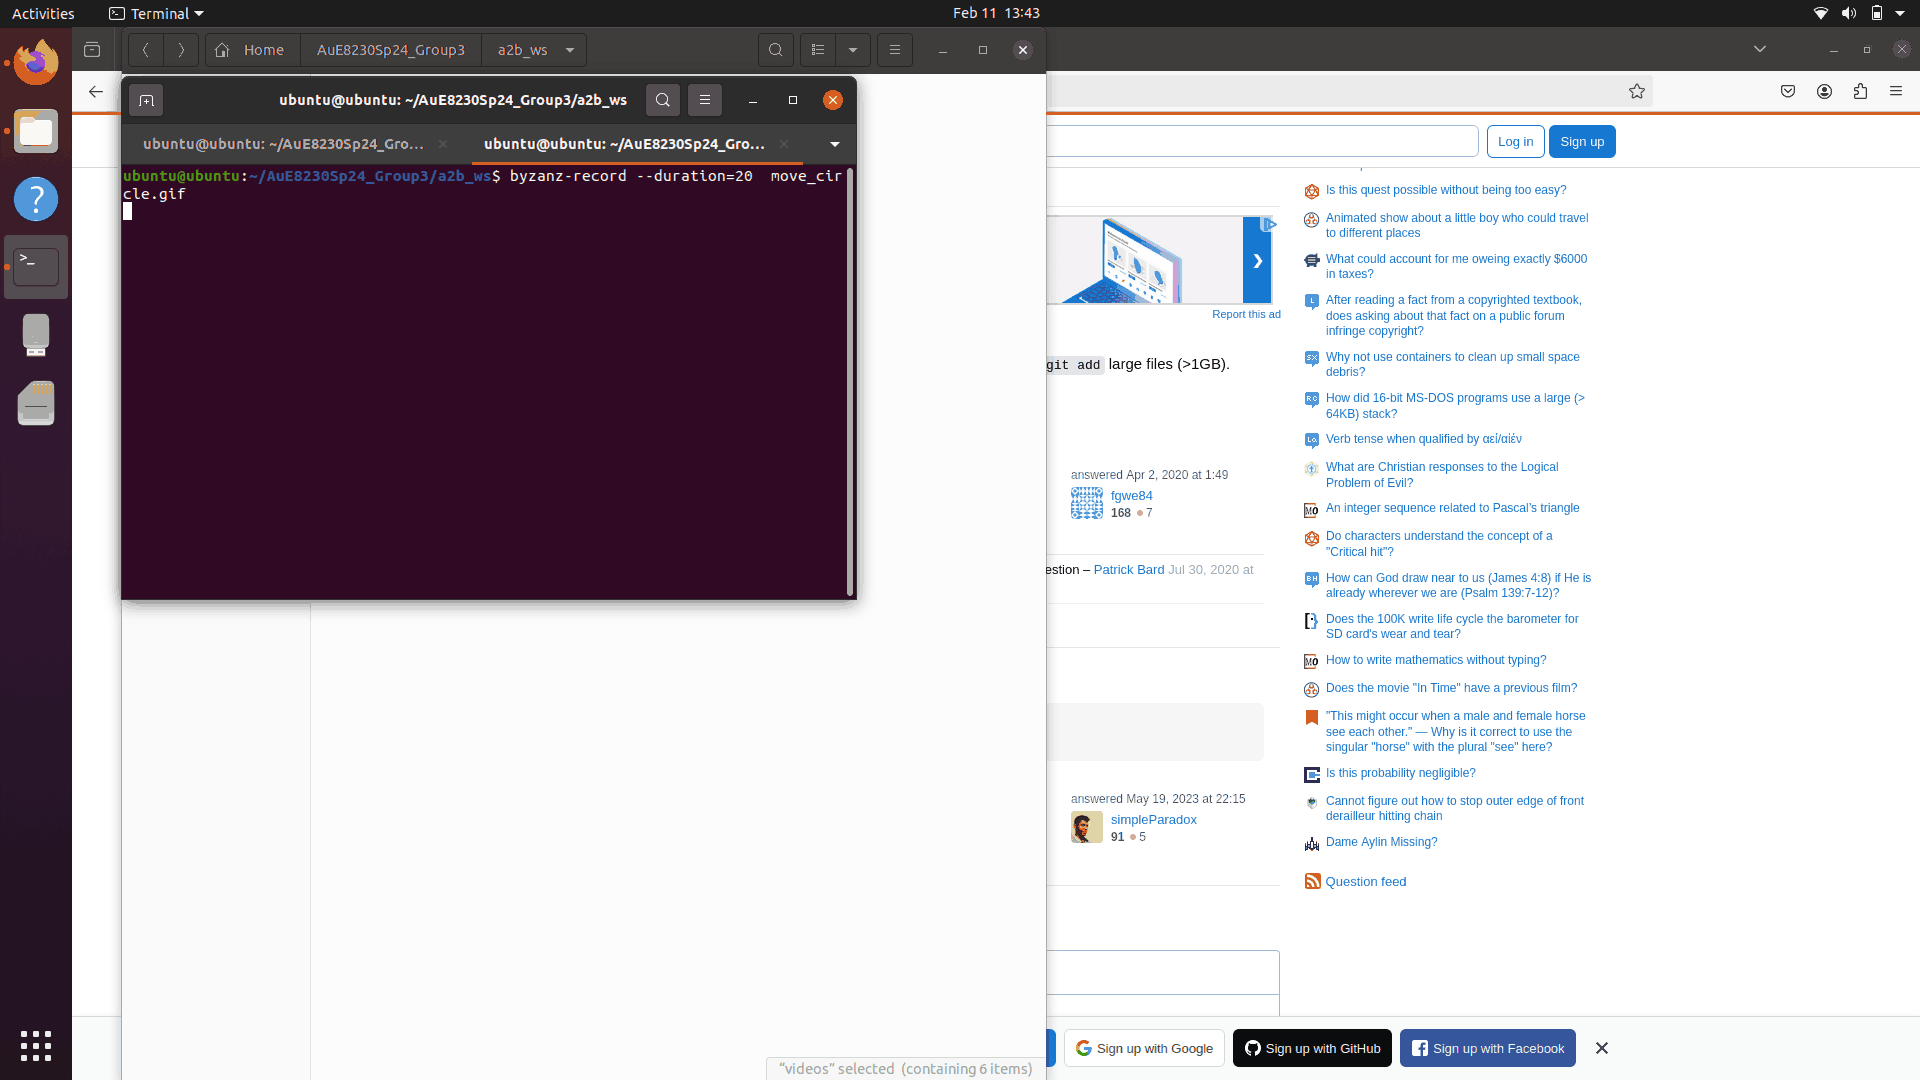 Activities
Terminal
Feb 11 13:43
Home
AuE8230Sp24_Group3
a2b_ws
ubuntu@ubuntu: ~/AuE8230Sp24_Group3/a2b_ws
ubuntu@ubuntu: ~/AuE8230Sp24_Gro...
ubuntu@ubuntu: ~/AuE8230Sp24_Gro...
ubuntu@ubuntu:~/AuE8230Sp24_Group3/a2b_ws$ byzanz-record --duration=20  move_cir
cle.gif
Log in
Sign up
Report this ad
git add large files (>1GB).
answered Apr 2, 2020 at 1:49
fgwe84
168 ●7
estion – Patrick Bard Jul 30, 2020 at
answered May 19, 2023 at 22:15
simpleParadox
91 ●5
Is this quest possible without being too easy?
Animated show about a little boy who could travel
to different places
What could account for me oweing exactly $6000
in taxes?
After reading a fact from a copyrighted textbook,
does asking about that fact on a public forum
infringe copyright?
Why not use containers to clean up small space
debris?
How did 16-bit MS-DOS programs use a large (>
64KB) stack?
Verb tense when qualified by αεί/αἰέν
What are Christian responses to the Logical
Problem of Evil?
An integer sequence related to Pascal's triangle
Do characters understand the concept of a
"Critical hit"?
How can God draw near to us (James 4:8) if He is
already wherever we are (Psalm 139:7-12)?
Does the 100K write life cycle the barometer for
SD card's wear and tear?
How to write mathematics without typing?
Does the movie "In Time" have a previous film?
"This might occur when a male and female horse
see each other." — Why is it correct to use the
singular "horse" with the plural "see" here?
Is this probability negligible?
Cannot figure out how to stop outer edge of front
derailleur hitting chain
Dame Aylin Missing?
Question feed
Sign up with Google
Sign up with GitHub
Sign up with Facebook
"videos" selected (containing 6 items)